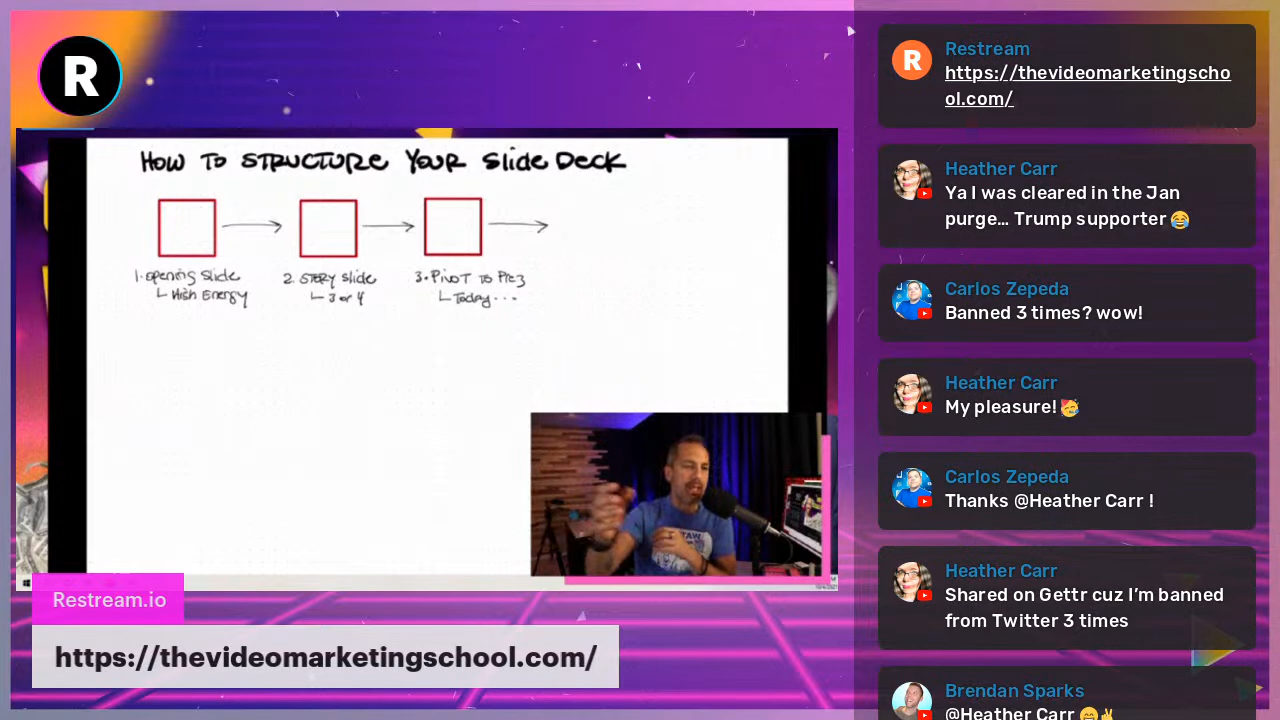 R
HOW TO STRUCTURE YOUR Slide Deck
1. opening Slide
└ High Energy
2. STORY Slide
└ 3 or 4
3. PIVOT TO Prez
└ Today...
Restream.io
https://thevideomarketingschool.com/
R
Restream
https://thevideomarketingscho
ol.com/
Heather Carr
Ya I was cleared in the Jan
purge… Trump supporter 😂
Carlos Zepeda
Banned 3 times? wow!
Heather Carr
My pleasure! 🥳
Carlos Zepeda
Thanks @Heather Carr !
Heather Carr
Shared on Gettr cuz I’m banned
from Twitter 3 times
Brendan Sparks
@Heather Carr 😁✌